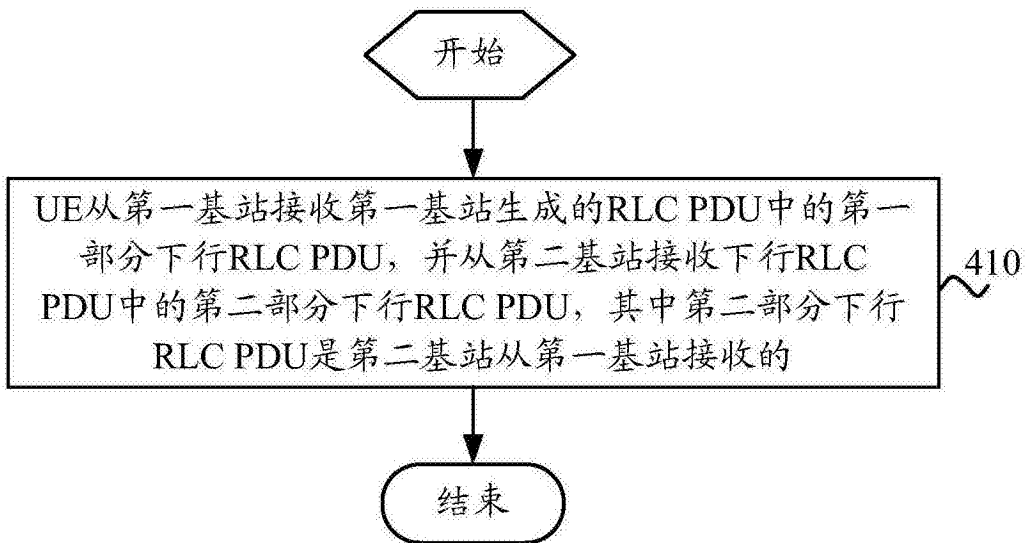 开始
UE从第一基站接收第一基站生成的RLC PDU中的第一
部分下行RLC PDU，并从第二基站接收下行RLC
PDU中的第二部分下行RLC PDU，其中第二部分下行
RLC PDU是第二基站从第一基站接收的
410
结束